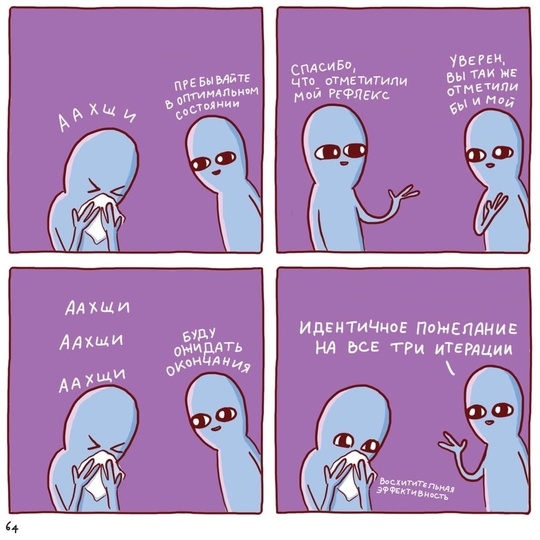 ААХЩИ
ПРЕБЫВАЙТЕ
В ОПТИМАЛЬНОМ
СОСТОЯНИИ
СПАСИБО,
ЧТО ОТМЕТИТИЛИ
МОЙ РЕФЛЕКС
УВЕРЕН,
ВЫ ТАК ЖЕ
ОТМЕТИЛИ
БЫ И МОЙ
ААХЩИ
ААХЩИ
ААХЩИ
БУДУ
ОЖИДАТЬ
ОКОНЧАНИЯ
ИДЕНТИЧНОЕ ПОЖЕЛАНИЕ
НА ВСЕ ТРИ ИТЕРАЦИИ
ВОСХИТИТЕЛЬНАЯ
ЭФФЕКТИВНОСТЬ
64